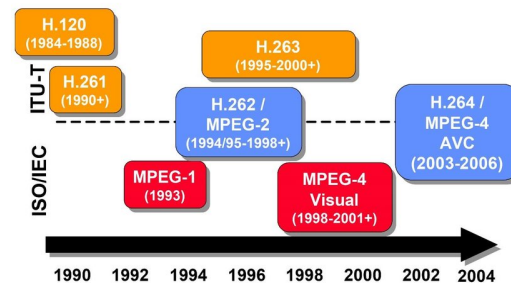 H.120
(1984-1988)
H.263
(1995-2000+)
ITU-T
H.261
(1990+)
H.262 /
MPEG-2
(1994/95-1998+)
H.264 /
MPEG-4
AVC
(2003-2006)
ISO/IEC
MPEG-1
(1993)
MPEG-4
Visual
(1998-2001+)
1990 1992 1994 1996 1998 2000 2002 2004